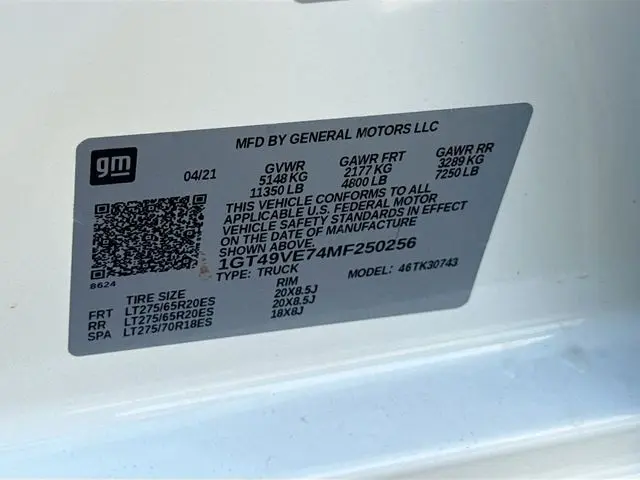 MFD BY GENERAL MOTORS LLC
gm
04/21
GVWR GAWR FRT GAWR RR
5148 KG 2177 KG 3289 KG
11350 LB 4800 LB 7250 LB
THIS VEHICLE CONFORMS TO ALL
APPLICABLE U.S. FEDERAL MOTOR
VEHICLE SAFETY STANDARDS IN EFFECT
ON THE DATE OF MANUFACTURE
SHOWN ABOVE.
1GT49VE74MF250256
8624
TYPE: TRUCK MODEL: 46TK30743
TIRE SIZE RIM
FRT LT275/65R20ES 20X8.5J
RR LT275/65R20ES 20X8.5J
SPA LT275/70R18ES 18X8J